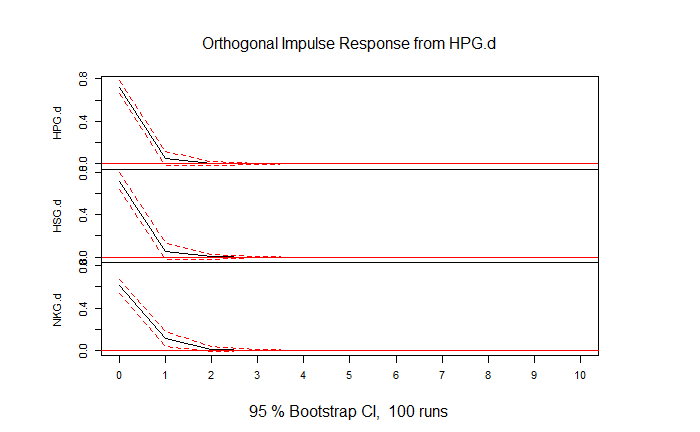 Orthogonal Impulse Response from HPG.d
HPG.d
0.8
0.4
0.0
HSG.d
0.8
0.4
0.0
NKG.d
0.8
0.4
0.0
0 1 2 3 4 5 6 7 8 9 10
95 % Bootstrap CI, 100 runs